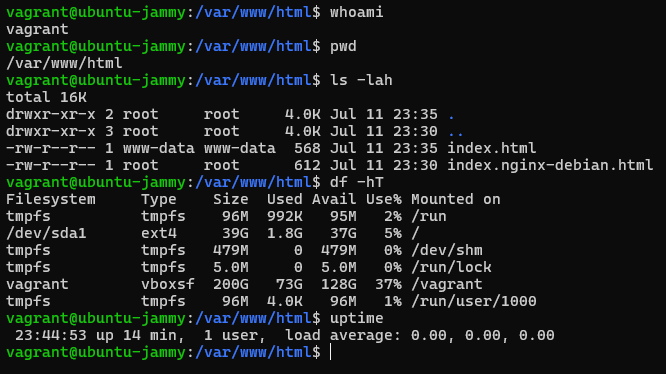 vagrant@ubuntu-jammy:/var/www/html$ whoami
vagrant
vagrant@ubuntu-jammy:/var/www/html$ pwd
/var/www/html
vagrant@ubuntu-jammy:/var/www/html$ ls -lah
total 16K
drwxr-xr-x 2 root     root     4.0K Jul 11 23:35 .
drwxr-xr-x 3 root     root     4.0K Jul 11 23:30 ..
-rw-r--r-- 1 www-data www-data  568 Jul 11 23:35 index.html
-rw-r--r-- 1 root     root      612 Jul 11 23:30 index.nginx-debian.html
vagrant@ubuntu-jammy:/var/www/html$ df -hT
Filesystem     Type    Size  Used Avail Use% Mounted on
tmpfs          tmpfs    96M  992K   95M   2% /run
/dev/sda1      ext4     39G  1.8G   37G   5% /
tmpfs          tmpfs   479M     0  479M   0% /dev/shm
tmpfs          tmpfs   5.0M     0  5.0M   0% /run/lock
vagrant        vboxsf  200G   73G  128G  37% /vagrant
tmpfs          tmpfs    96M  4.0K   96M   1% /run/user/1000
vagrant@ubuntu-jammy:/var/www/html$ uptime
 23:44:53 up 14 min,  1 user,  load average: 0.00, 0.00, 0.00
vagrant@ubuntu-jammy:/var/www/html$